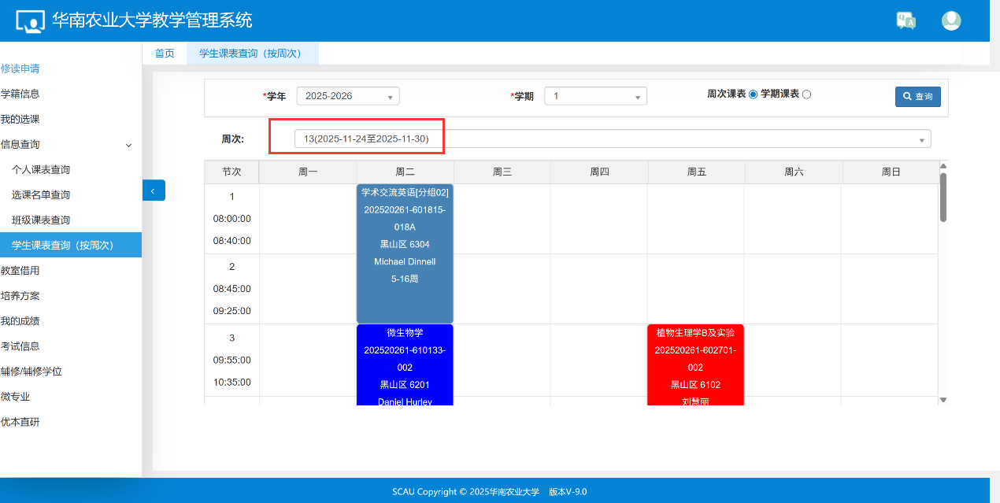 华南农业大学教学管理系统
修读申请
学籍信息
我的选课
信息查询
个人课表查询
选课名单查询
班级课表查询
学生课表查询（按周次）
教室借用
培养方案
我的成绩
考试信息
辅修/辅修学位
微专业
优本直研
首页 学生课表查询（按周次）
*学年 2025-2026 *学期 1 周次课表 学期课表 查询
周次: 13(2025-11-24至2025-11-30)
节次 周一 周二 周三 周四 周五 周六 周日
1
08:00:00
08:40:00
学术交流英语[分组02]
202520261-601815-
018A
黑山区 6304
Michael Dinnell
5-16周
2
08:45:00
09:25:00
3
09:55:00
10:35:00
微生物学
202520261-610133-
002
黑山区 6201
Daniel Hurley
植物生理学B及实验
202520261-602701-
002
黑山区 6102
刘慧丽
SCAU Copyright © 2025华南农业大学 版本V-9.0